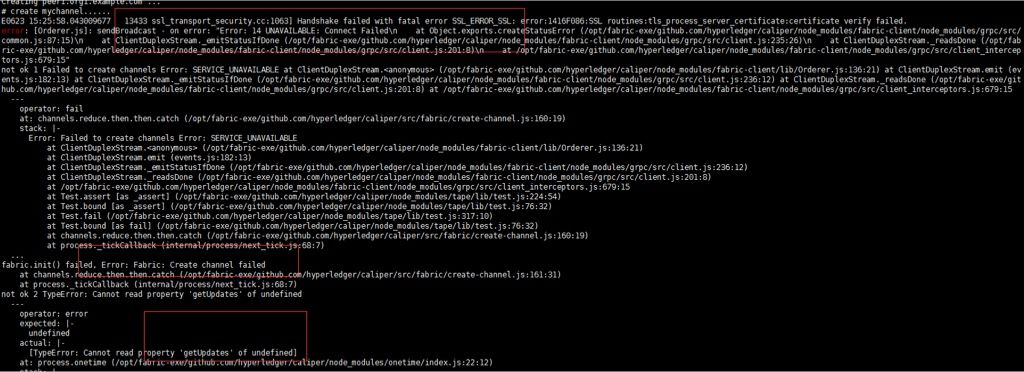 Creating peer1.org1.example.com ...
# create mychannel......
E0623 15:25:58.043009677   13433 ssl_transport_security.cc:1063] Handshake failed with fatal error SSL_ERROR_SSL: error:1416F086:SSL routines:tls_process_server_certificate:certificate verify failed.
error: [Orderer.js]: sendBroadcast - on error: "Error: 14 UNAVAILABLE: Connect Failed\n    at Object.exports.createStatusError (/opt/fabric-exe/github.com/hyperledger/caliper/node_modules/fabric-client/node_modules/grpc/src/
common.js:87:15)\n    at ClientDuplexStream._emitStatusIfDone (/opt/fabric-exe/github.com/hyperledger/caliper/node_modules/fabric-client/node_modules/grpc/src/client.js:235:26)\n    at ClientDuplexStream._readsDone (/opt/fab
ric-exe/github.com/hyperledger/caliper/node_modules/fabric-client/node_modules/grpc/src/client.js:201:8)\n    at /opt/fabric-exe/github.com/hyperledger/caliper/node_modules/fabric-client/node_modules/grpc/src/client_intercep
tors.js:679:15"
not ok 1 Failed to create channels Error: SERVICE_UNAVAILABLE at ClientDuplexStream.<anonymous> (/opt/fabric-exe/github.com/hyperledger/caliper/node_modules/fabric-client/lib/Orderer.js:136:21) at ClientDuplexStream.emit (ev
ents.js:182:13) at ClientDuplexStream._emitStatusIfDone (/opt/fabric-exe/github.com/hyperledger/caliper/node_modules/fabric-client/node_modules/grpc/src/client.js:236:12) at ClientDuplexStream._readsDone (/opt/fabric-exe/git
hub.com/hyperledger/caliper/node_modules/fabric-client/node_modules/grpc/src/client.js:201:8) at /opt/fabric-exe/github.com/hyperledger/caliper/node_modules/fabric-client/node_modules/grpc/src/client_interceptors.js:679:15
  ---
    operator: fail
    at: channels.reduce.then.then.catch (/opt/fabric-exe/github.com/hyperledger/caliper/src/fabric/create-channel.js:160:19)
    stack: |-
      Error: Failed to create channels Error: SERVICE_UNAVAILABLE
          at ClientDuplexStream.<anonymous> (/opt/fabric-exe/github.com/hyperledger/caliper/node_modules/fabric-client/lib/Orderer.js:136:21)
          at ClientDuplexStream.emit (events.js:182:13)
          at ClientDuplexStream._emitStatusIfDone (/opt/fabric-exe/github.com/hyperledger/caliper/node_modules/fabric-client/node_modules/grpc/src/client.js:236:12)
          at ClientDuplexStream._readsDone (/opt/fabric-exe/github.com/hyperledger/caliper/node_modules/fabric-client/node_modules/grpc/src/client.js:201:8)
          at /opt/fabric-exe/github.com/hyperledger/caliper/node_modules/fabric-client/node_modules/grpc/src/client_interceptors.js:679:15
          at Test.assert [as _assert] (/opt/fabric-exe/github.com/hyperledger/caliper/node_modules/tape/lib/test.js:224:54)
          at Test.bound [as _assert] (/opt/fabric-exe/github.com/hyperledger/caliper/node_modules/tape/lib/test.js:76:32)
          at Test.fail (/opt/fabric-exe/github.com/hyperledger/caliper/node_modules/tape/lib/test.js:317:10)
          at Test.bound [as fail] (/opt/fabric-exe/github.com/hyperledger/caliper/node_modules/tape/lib/test.js:76:32)
          at channels.reduce.then.then.catch (/opt/fabric-exe/github.com/hyperledger/caliper/src/fabric/create-channel.js:160:19)
          at process._tickCallback (internal/process/next_tick.js:68:7)
  ...
fabric.init() failed, Error: Fabric: Create channel failed
    at channels.reduce.then.then.catch (/opt/fabric-exe/github.com/hyperledger/caliper/src/fabric/create-channel.js:161:31)
    at process._tickCallback (internal/process/next_tick.js:68:7)
not ok 2 TypeError: Cannot read property 'getUpdates' of undefined
  ---
    operator: error
    expected: |-
      undefined
    actual: |-
      [TypeError: Cannot read property 'getUpdates' of undefined]
    at: process.onetime (/opt/fabric-exe/github.com/hyperledger/caliper/node_modules/onetime/index.js:22:12)
    stack: |-